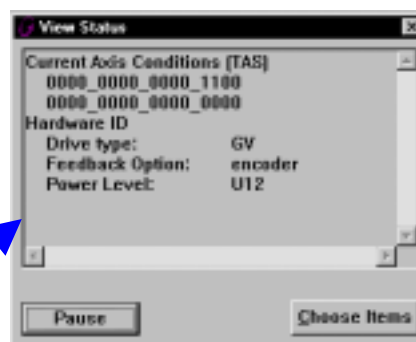 View Status
Current Axis Conditions (TAS)
0000_0000_0000_1100
0000_0000_0000_0000
Hardware ID
Drive type: GV
Feedback Option: encoder
Power Level: U12
Pause
Choose Items